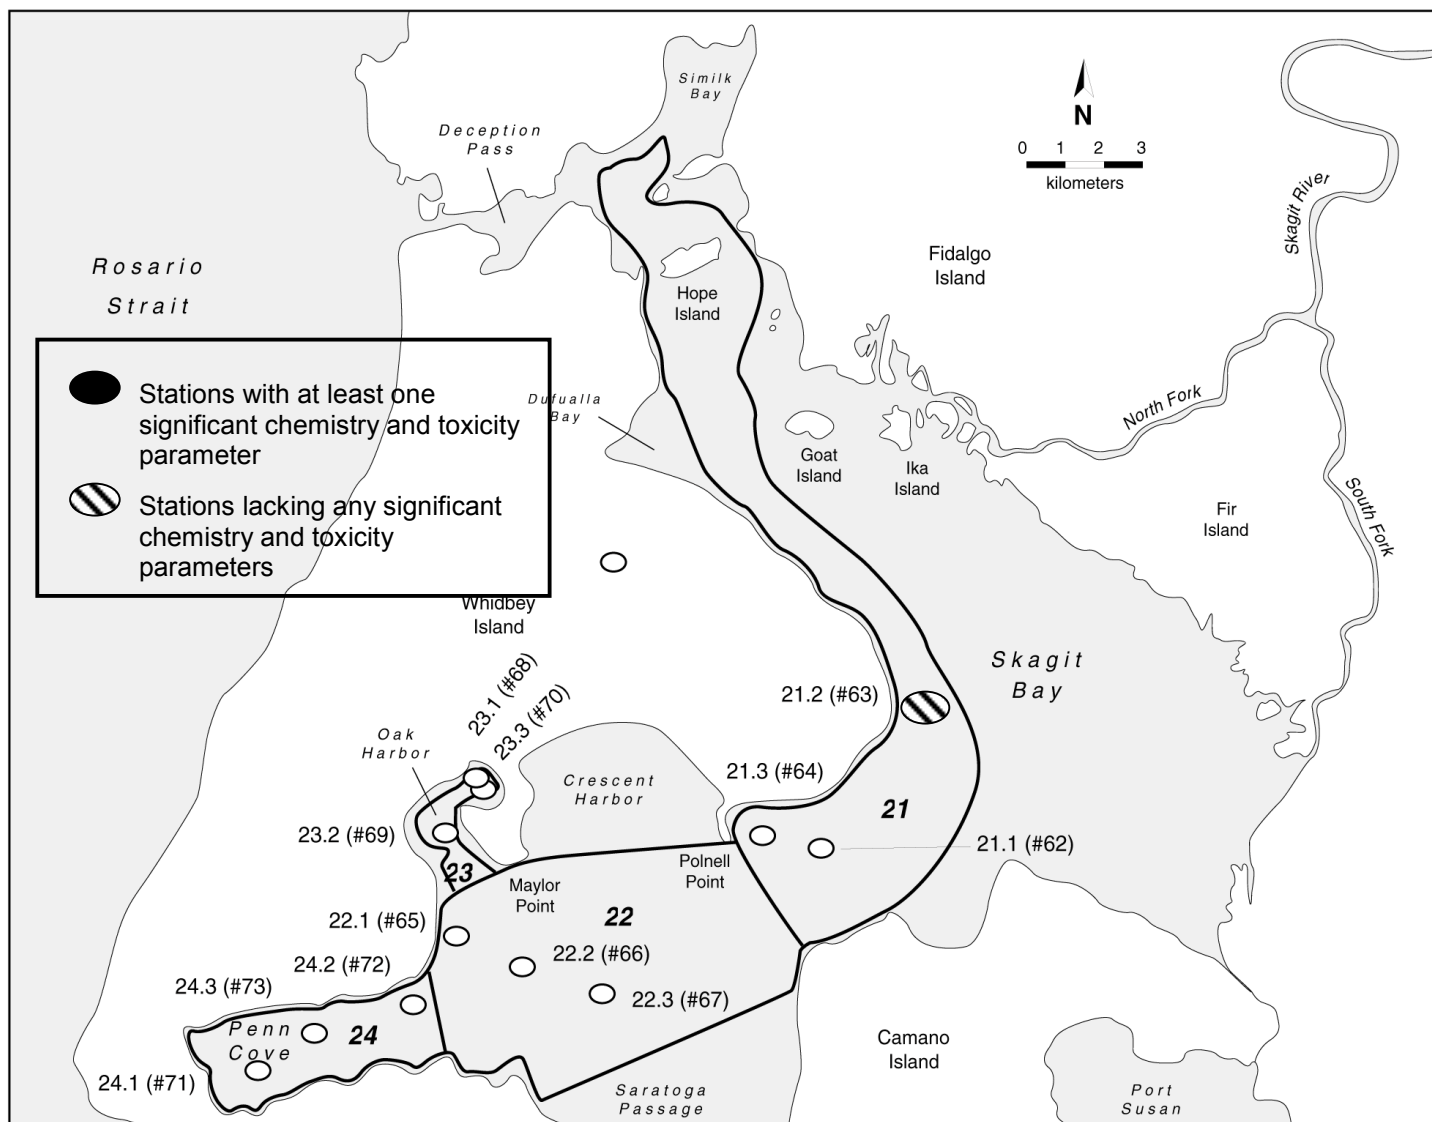 Similk
Bay
Deception
Pass
N
0 1 2 3
kilometers
Skagit River
Rosario
Strait
Fidalgo
Island
Hope
Island
Stations with at least one
significant chemistry and toxicity
parameter
Stations lacking any significant
chemistry and toxicity
parameters
Dufualla
Bay
North Fork
Goat
Island
Ika
Island
South Fork
Fir
Island
Whidbey
Island
Skagit
Bay
23.1 (#68)
23.3 (#70)
21.2 (#63)
Oak
Harbor
Crescent
Harbor
21.3 (#64)
21
23.2 (#69)
21.1 (#62)
Polnell
Point
23
Maylor
Point
22
22.1 (#65)
22.2 (#66)
24.2 (#72)
22.3 (#67)
24.3 (#73)
Penn
Cove
24
Camano
Island
24.1 (#71)
Saratoga
Passage
Port
Susan